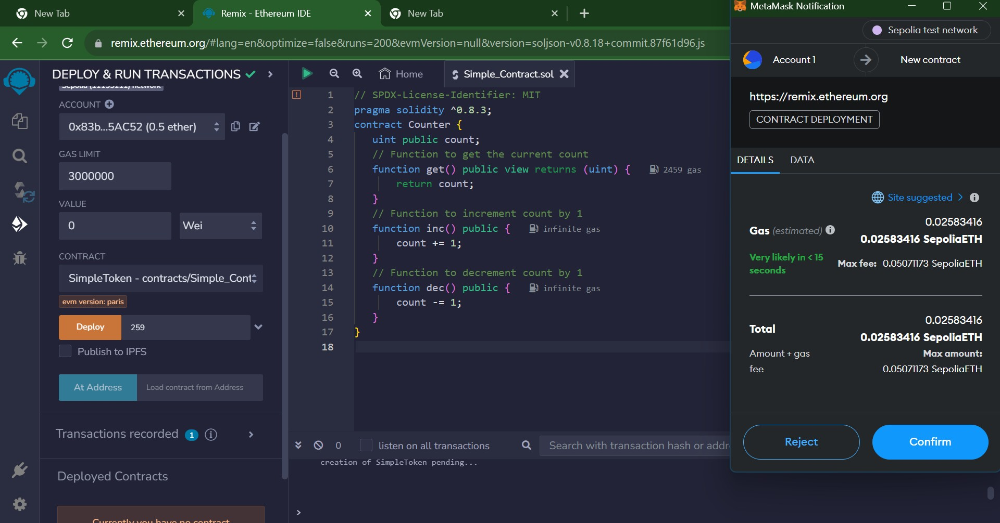 New Tab
Remix - Ethereum IDE
New Tab
remix.ethereum.org/#lang=en&optimize=false&runs=200&evmVersion=null&version=soljson-v0.8.18+commit.87f61d96.js
DEPLOY & RUN TRANSACTIONS
Sepolia (11155111) network
ACCOUNT
0x83b...5AC52 (0.5 ether)
GAS LIMIT
3000000
VALUE
0
Wei
CONTRACT
SimpleToken - contracts/Simple_Cont
evm version: paris
Deploy
259
Publish to IPFS
At Address
Load contract from Address
Transactions recorded 1 i
Deployed Contracts
Currently you have no contract
Home
Simple_Contract.sol
1 // SPDX-License-Identifier: MIT
2 pragma solidity ^0.8.3;
3 contract Counter {
4 uint public count;
5 // Function to get the current count
6 function get() public view returns (uint) { 2459 gas
7 return count;
8 }
9 // Function to increment count by 1
10 function inc() public { infinite gas
11 count += 1;
12 }
13 // Function to decrement count by 1
14 function dec() public { infinite gas
15 count -= 1;
16 }
17 }
18
0
listen on all transactions
Search with transaction hash or addr
creation of SimpleToken pending...
>
MetaMask Notification
Sepolia test network
Account 1
New contract
https://remix.ethereum.org
CONTRACT DEPLOYMENT
DETAILS
DATA
Site suggested >
0.02583416
Gas (estimated)
0.02583416 SepoliaETH
Very likely in < 15
seconds
Max fee: 0.05071173 SepoliaETH
0.02583416
Total
0.02583416 SepoliaETH
Amount + gas
fee
Max amount:
0.05071173 SepoliaETH
Reject
Confirm